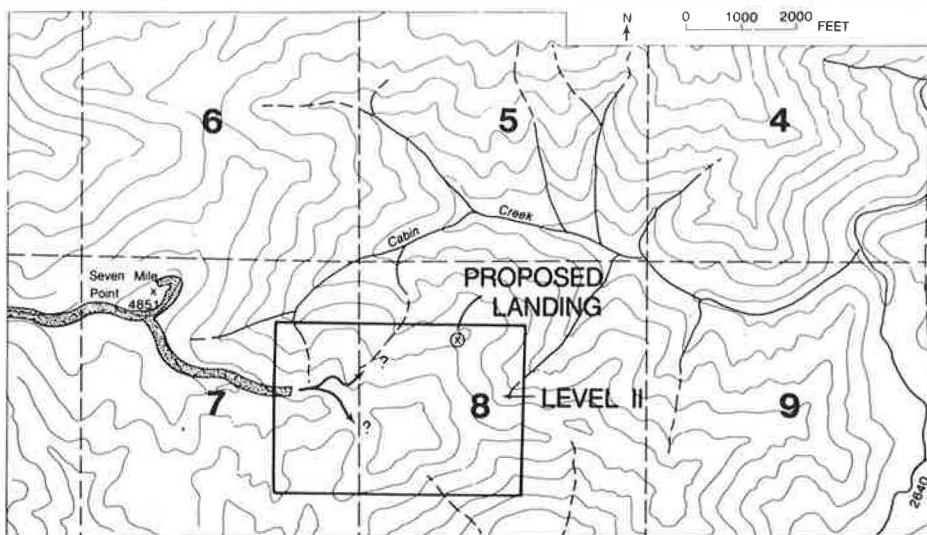 N
0 1000 2000
FEET
6
5
4
Cabin
Creek
Seven Mile
Point
x
4851
PROPOSED
LANDING
x
?
7
8
LEVEL II
9
?
2640